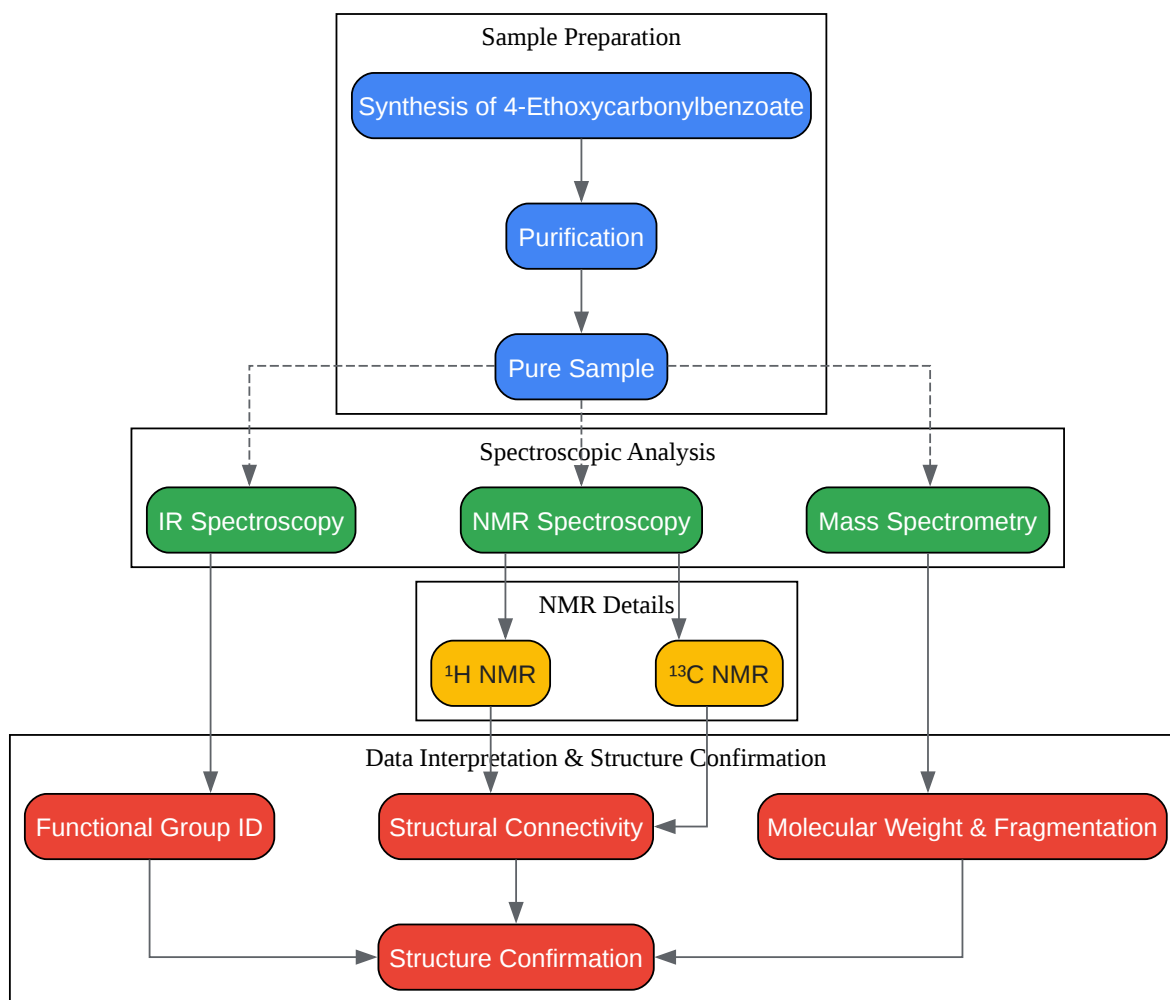 Sample Preparation
Synthesis of 4-Ethoxycarbonylbenzoate
Purification
Pure Sample
Spectroscopic Analysis
IR Spectroscopy
NMR Spectroscopy
Mass Spectrometry
NMR Details
¹H NMR
¹³C NMR
Data Interpretation & Structure Confirmation
Functional Group ID
Structural Connectivity
Molecular Weight & Fragmentation
Structure Confirmation